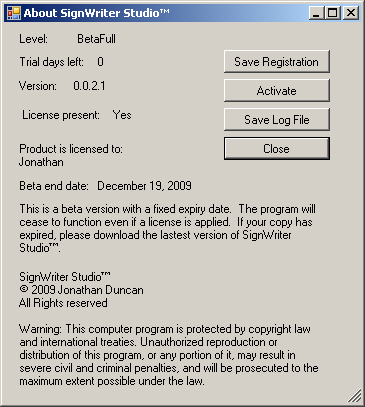 About SignWriter Studio™
Level: BetaFull
Trial days left: 0
Save Registration
Version: 0.0.2.1
Activate
License present: Yes
Save Log File
Product is licensed to:
Jonathan
Close
Beta end date: December 19, 2009
This is a beta version with a fixed expiry date. The program will
cease to function even if a license is applied. If your copy has
expired, please download the lastest version of SignWriter
Studio™.
SignWriter Studio™
© 2009 Jonathan Duncan
All Rights reserved
Warning: This computer program is protected by copyright law
and international treaties. Unauthorized reproduction or
distribution of this program, or any portion of it, may result in
severe civil and criminal penalties, and will be prosecuted to the
maximum extent possible under the law.